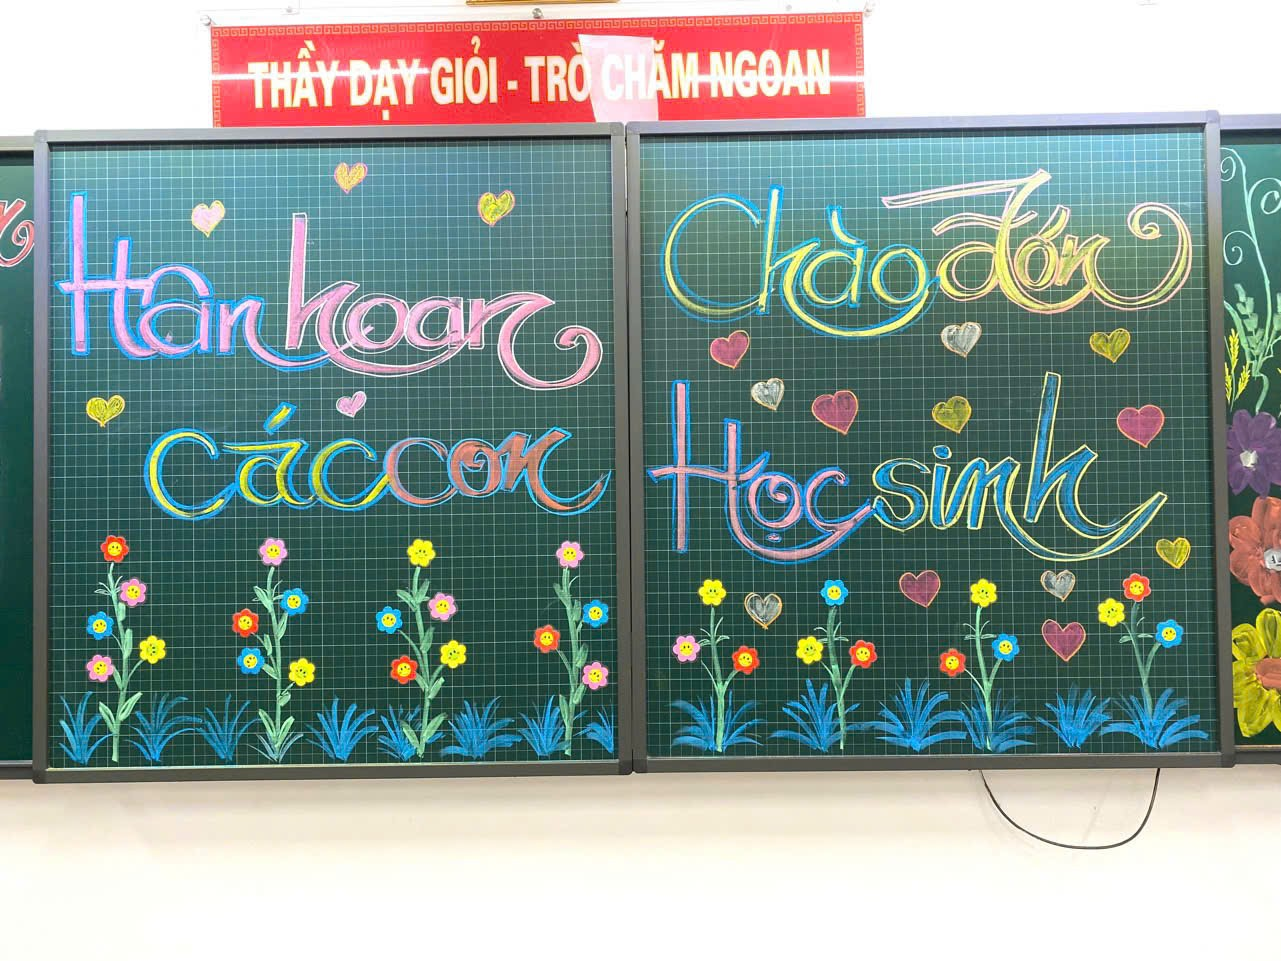 THẦY DẠY GIỎI - TRÒ CHĂM NGOAN
Hân hoan
các con
Chào đón
Học sinh